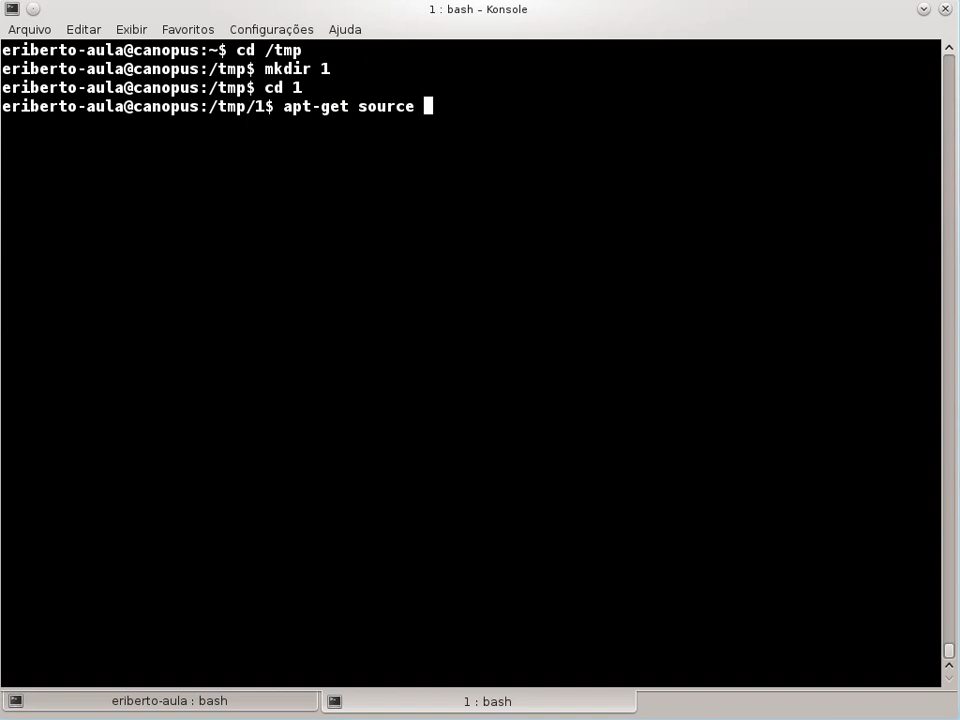 1 : bash – Konsole
Arquivo Editar Exibir Favoritos Configurações Ajuda
eriberto-aula@canopus:~$ cd /tmp
eriberto-aula@canopus:/tmp$ mkdir 1
eriberto-aula@canopus:/tmp$ cd 1
eriberto-aula@canopus:/tmp/1$ apt-get source
eriberto-aula : bash
1 : bash